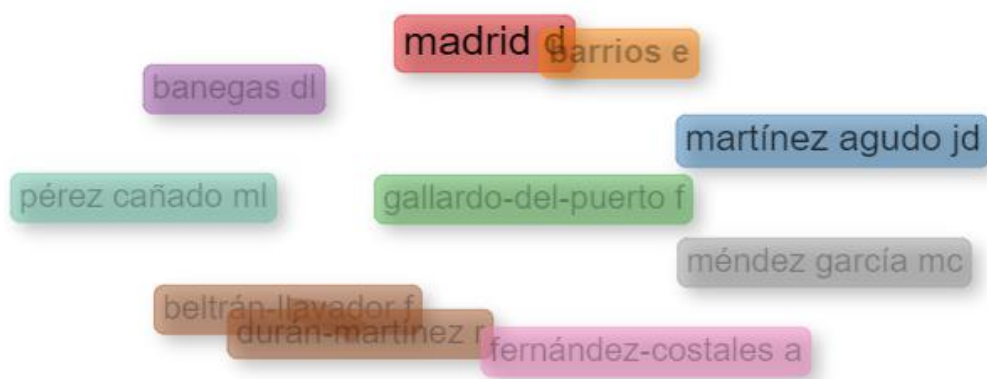 madrid d
barrios e
banegas dl
martínez agudo jd
pérez cañado ml
gallardo-del-puerto f
méndez garcía mc
beltrán-llavador f
durán-martínez r
fernández-costales a